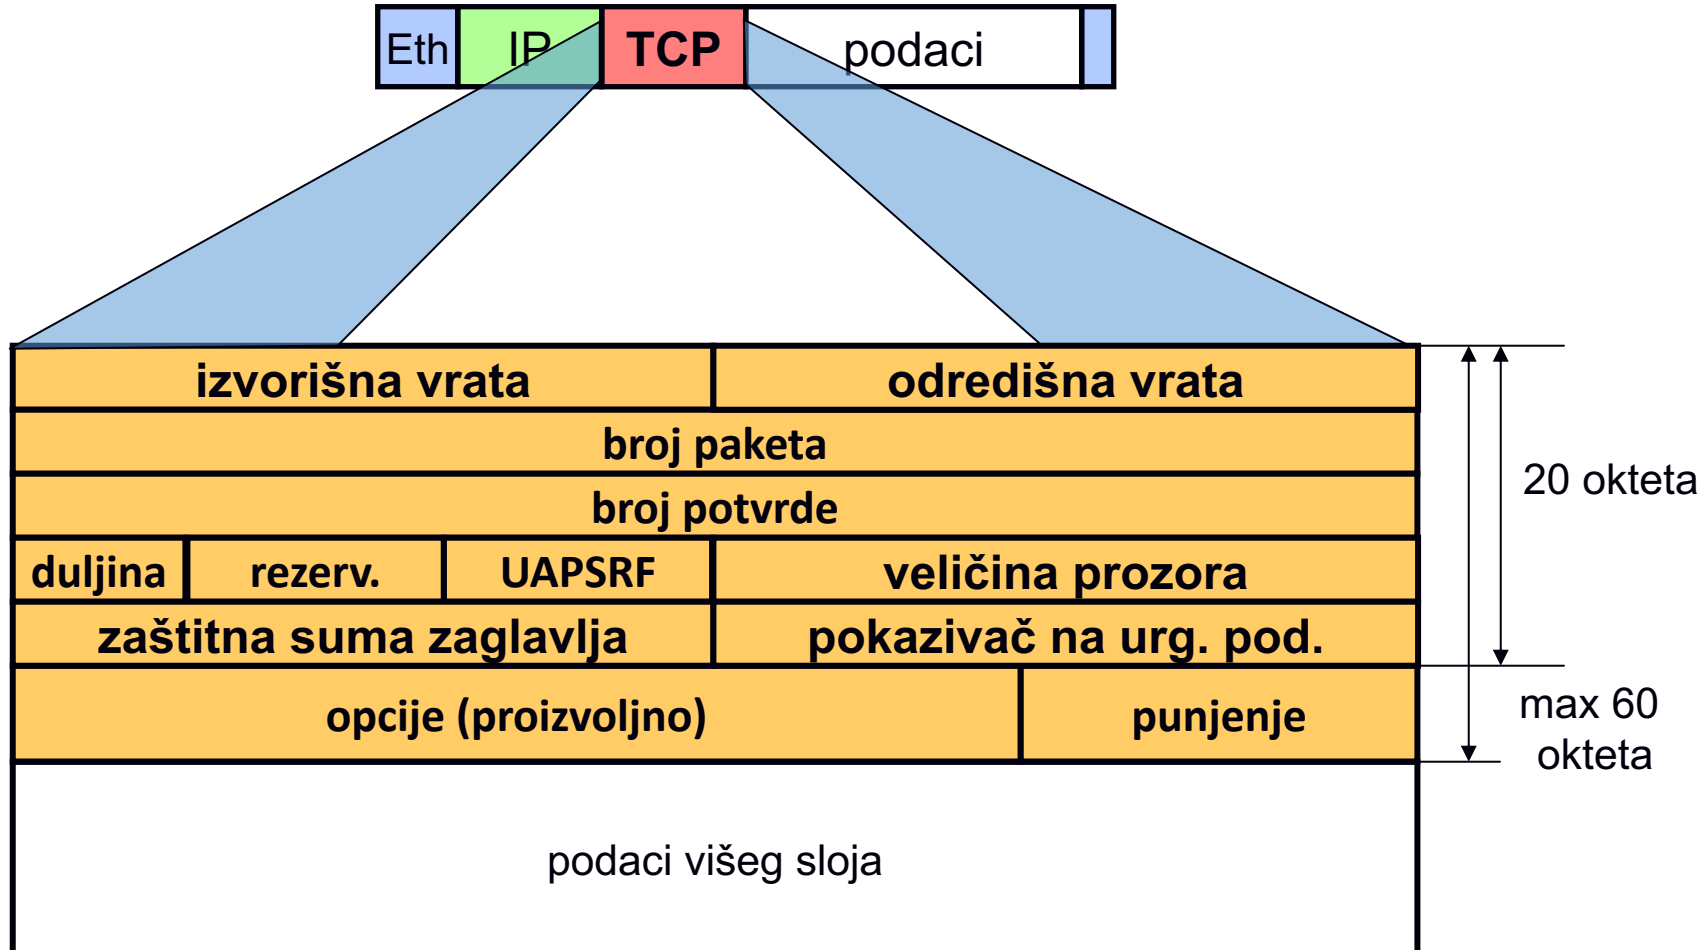 Eth IP TCP podaci
izvorišna vrata odredišna vrata
broj paketa
broj potvrde
20 okteta
duljina rezerv. UAPSRF veličina prozora
zaštitna suma zaglavlja pokazivač na urg. pod.
opcije (proizvoljno) punjenje
max 60
okteta
podaci višeg sloja